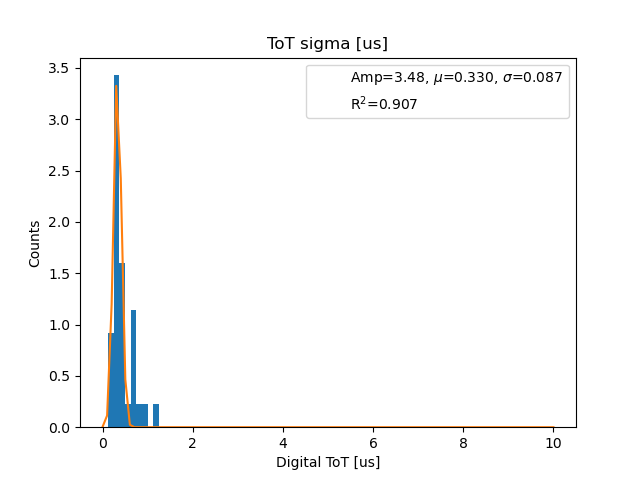 ToT sigma [us]
Amp=3.48, μ=0.330, σ=0.087
R²=0.907
3.5
3.0
2.5
2.0
1.5
1.0
0.5
0.0
Counts
0 2 4 6 8 10
Digital ToT [us]